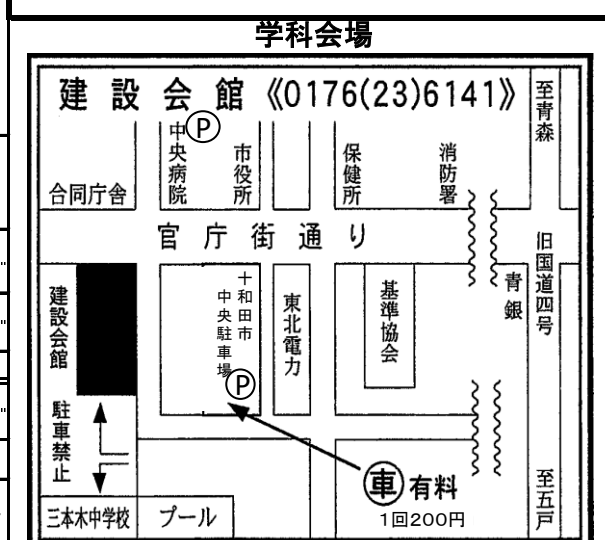 学科会場
建設会館《0176(23)6141》
至青森
中央病院
Ⓟ
市役所
保健所
消防署
合同庁舎
官庁街通り
旧国道四号
青銀
建設会館
十和田市
中央駐車場
Ⓟ
東北電力
基準協会
駐車禁止
車 有料
1回200円
三本木中学校
プール
至五戸